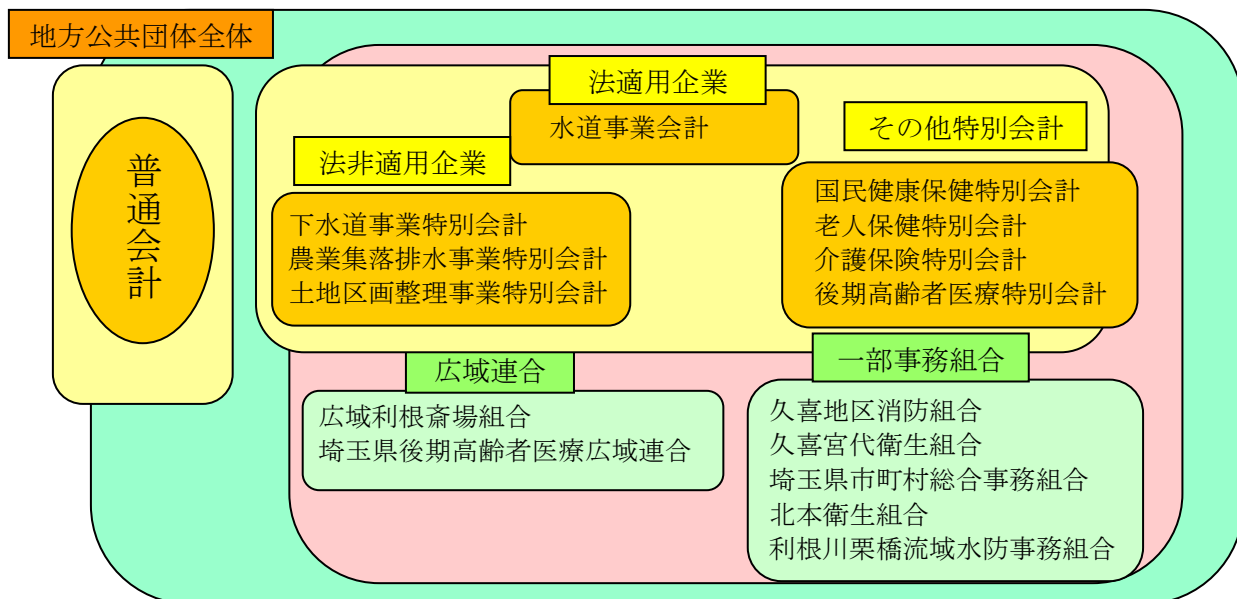 地方公共団体全体
普通会計
法適用企業
水道事業会計
法非適用企業
下水道事業特別会計
農業集落排水事業特別会計
土地区画整理事業特別会計
その他特別会計
国民健康保健特別会計
老人保健特別会計
介護保険特別会計
後期高齢者医療特別会計
広域連合
広域利根斎場組合
埼玉県後期高齢者医療広域連合
一部事務組合
久喜地区消防組合
久喜宮代衛生組合
埼玉県市町村総合事務組合
北本衛生組合
利根川栗橋流域水防事務組合